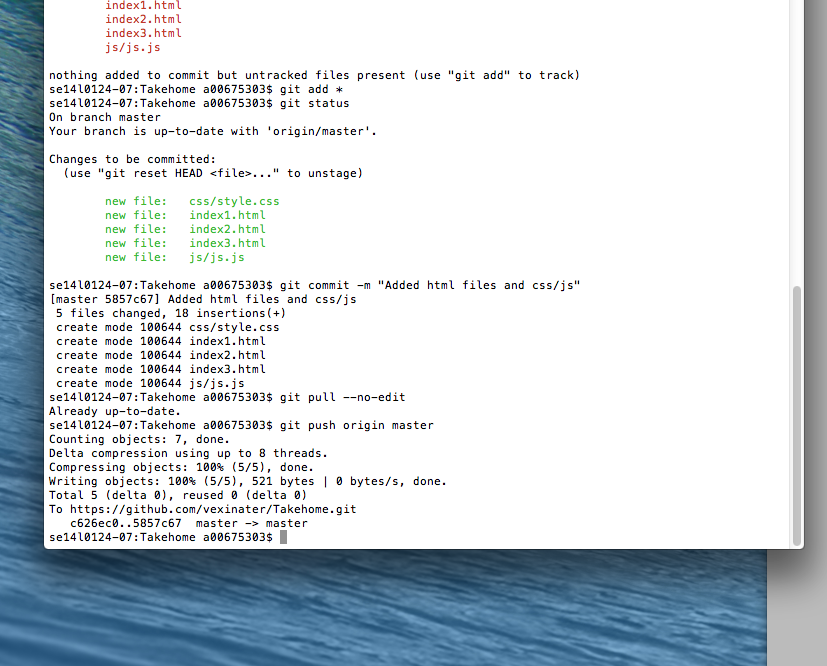 index1.html
index2.html
index3.html
js/js.js
nothing added to commit but untracked files present (use "git add" to track)
se14l0124-07:Takehome a00675303$ git add *
se14l0124-07:Takehome a00675303$ git status
On branch master
Your branch is up-to-date with 'origin/master'.
Changes to be committed:
  (use "git reset HEAD <file>..." to unstage)
        new file:   css/style.css
        new file:   index1.html
        new file:   index2.html
        new file:   index3.html
        new file:   js/js.js
se14l0124-07:Takehome a00675303$ git commit -m "Added html files and css/js"
[master 5857c67] Added html files and css/js
 5 files changed, 18 insertions(+)
 create mode 100644 css/style.css
 create mode 100644 index1.html
 create mode 100644 index2.html
 create mode 100644 index3.html
 create mode 100644 js/js.js
se14l0124-07:Takehome a00675303$ git pull --no-edit
Already up-to-date.
se14l0124-07:Takehome a00675303$ git push origin master
Counting objects: 7, done.
Delta compression using up to 8 threads.
Compressing objects: 100% (5/5), done.
Writing objects: 100% (5/5), 521 bytes | 0 bytes/s, done.
Total 5 (delta 0), reused 0 (delta 0)
To https://github.com/vexinater/Takehome.git
   c626ec0..5857c67  master -> master
se14l0124-07:Takehome a00675303$